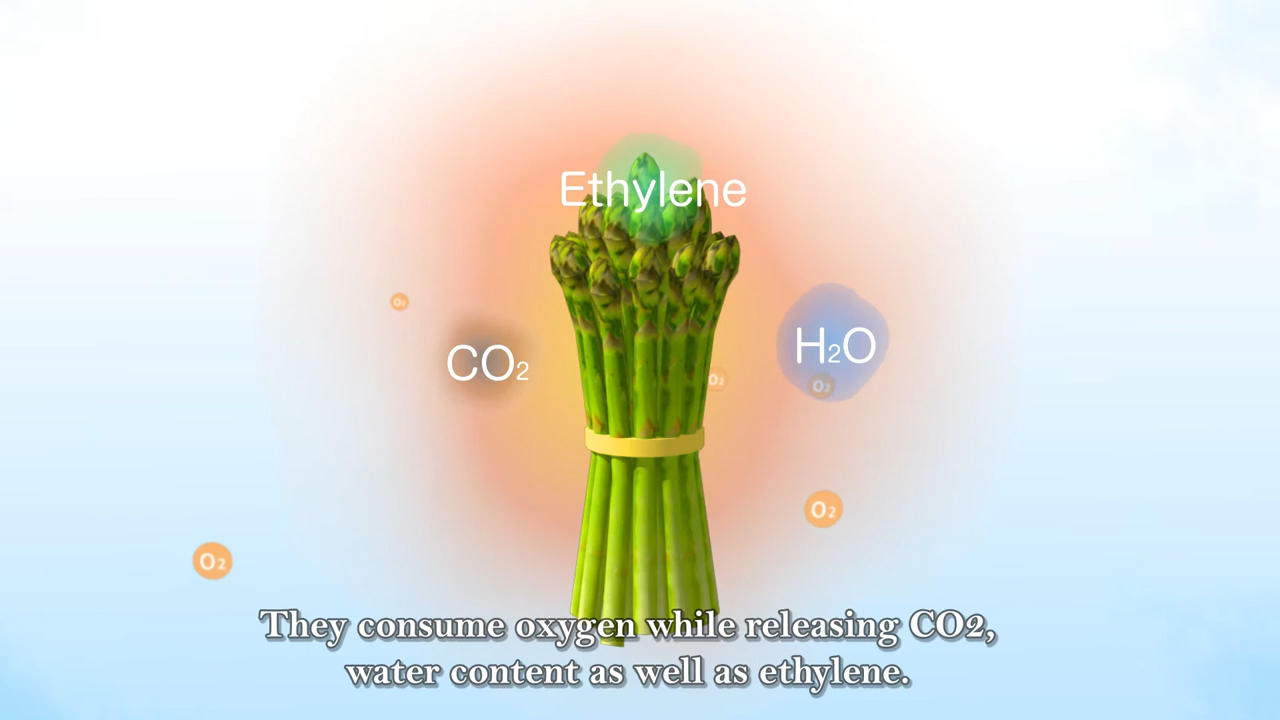 Ethylene
O2
CO2
H2O
O2
O2
O2
O2
They consume oxygen while releasing CO2,
water content as well as ethylene.